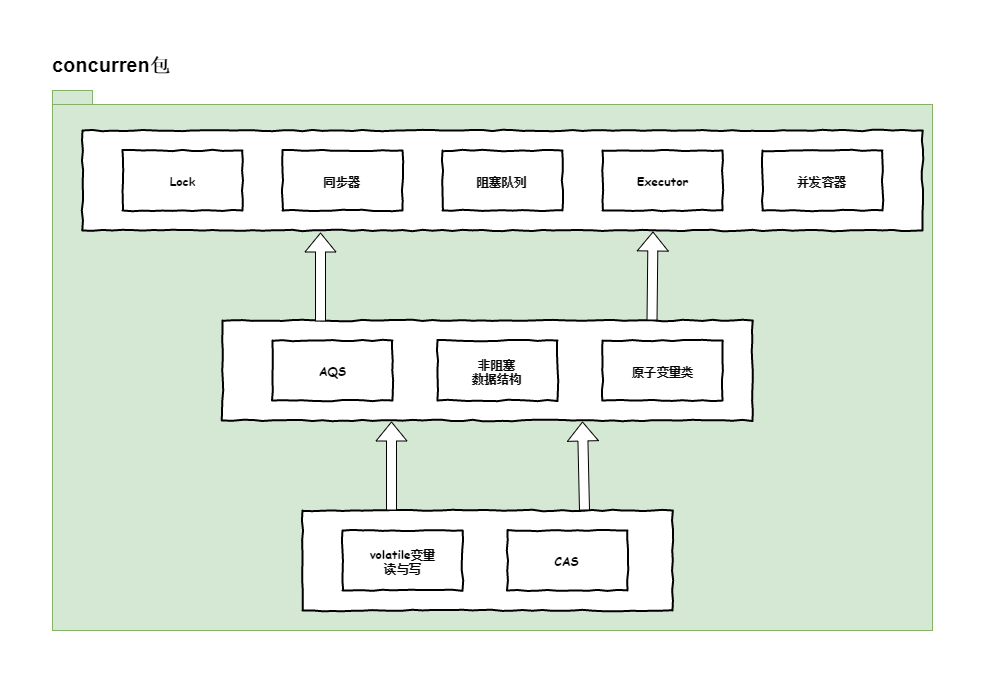 concurren包
Lock
同步器
阻塞队列
Executor
并发容器
AQS
非阻塞
数据结构
原子变量类
volatile变量
读与写
CAS